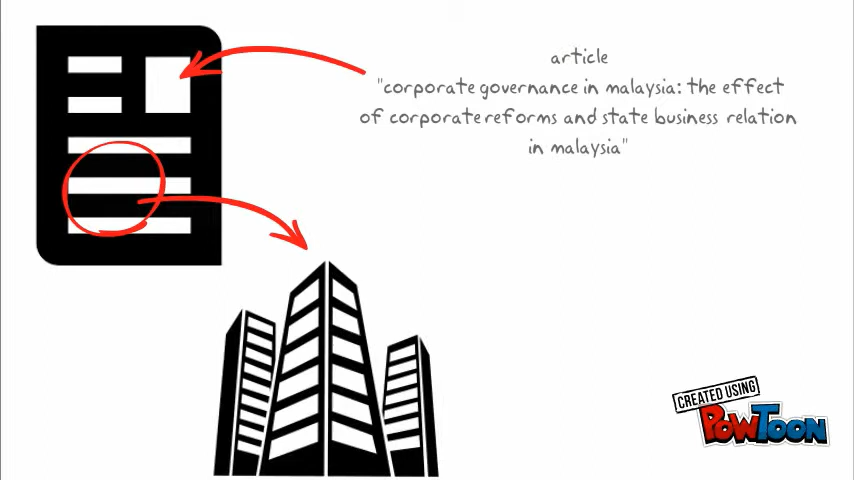 article
"corporate governance in malaysia: the effect
of corporate reforms and state business relation
in malaysia"
CREATED USING
POWTOON